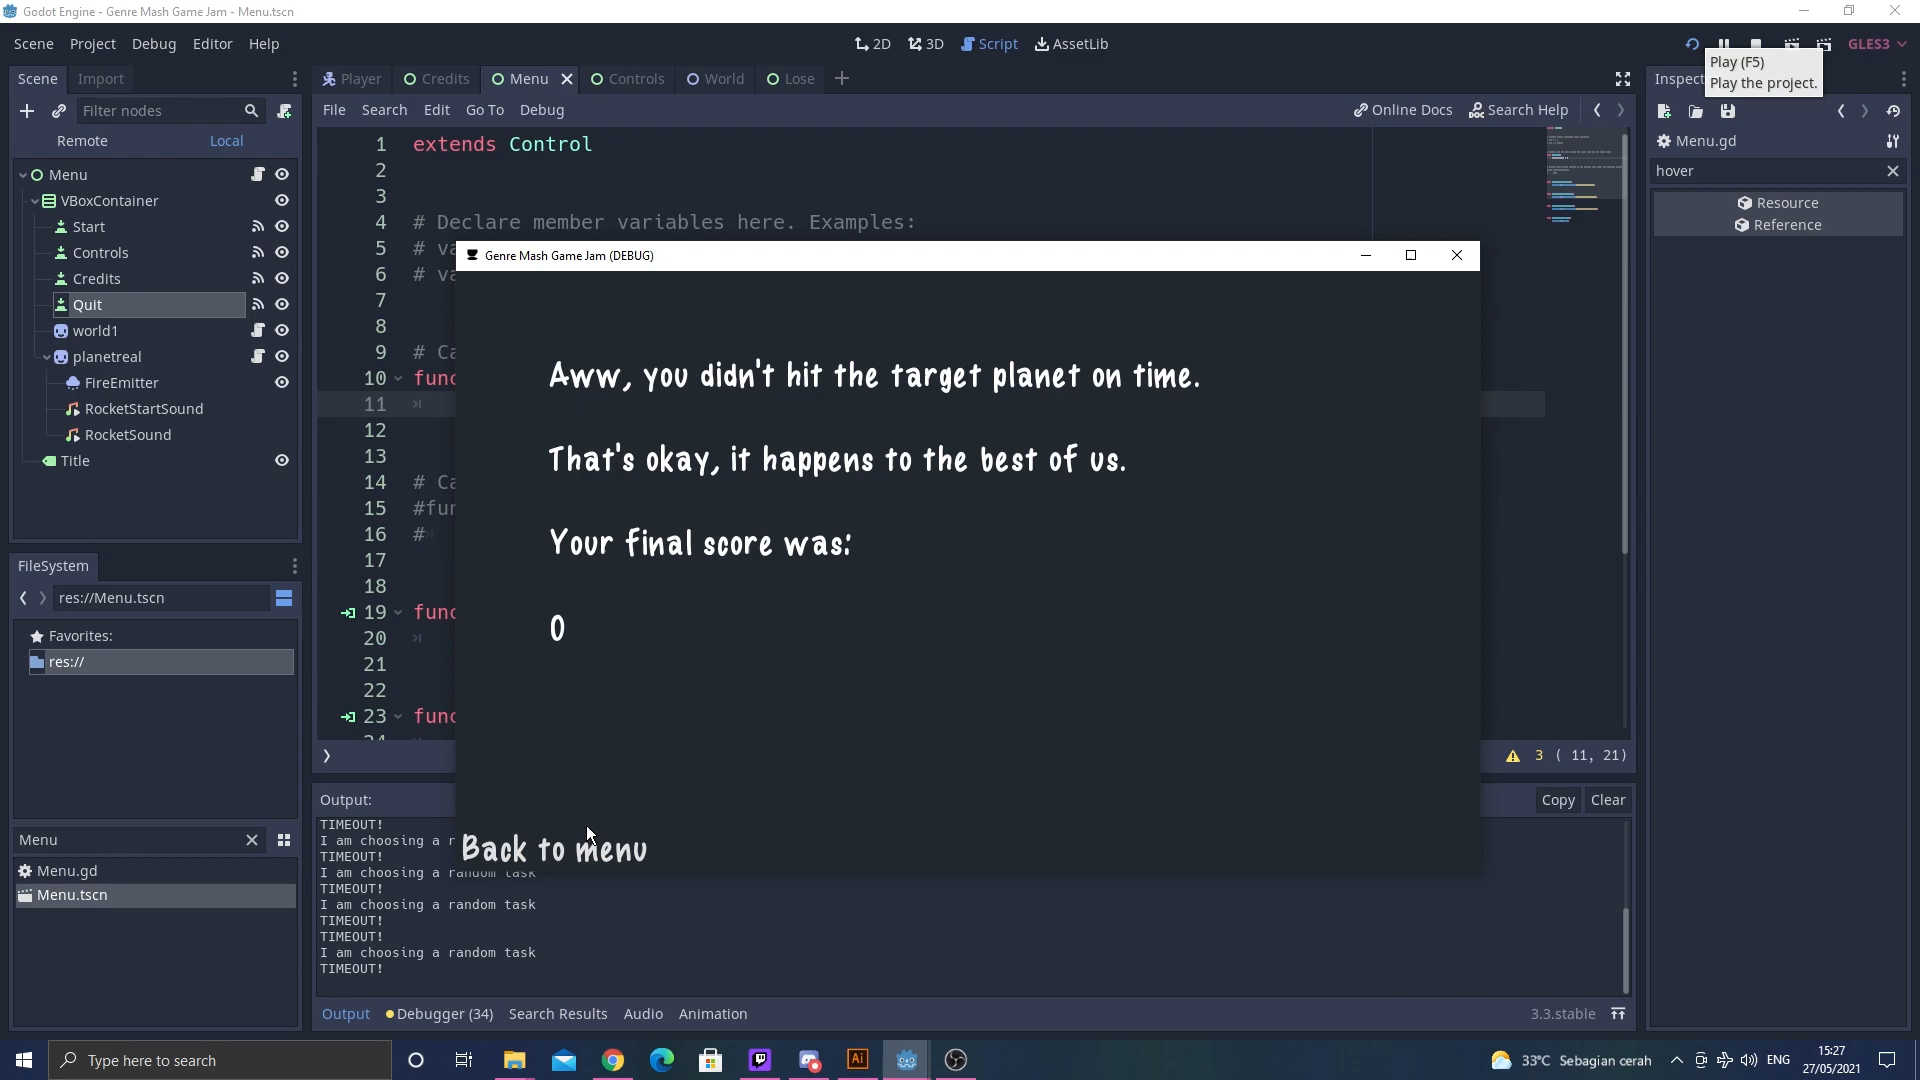 Godot Engine - Genre Mash Game Jam - Menu.tscn
Scene Project Debug Editor Help
2D 3D Script AssetLib
GLES3
Play (F5)
Play the project.
Scene Import
Player Credits Menu Controls World Lose
Inspect
Filter nodes
File Search Edit Go To Debug
Online Docs Search Help
Remote Local
Menu.gd
hover
Resource
Reference
Menu
VBoxContainer
Start
Controls
Credits
Quit
world1
planetreal
FireEmitter
RocketStartSound
RocketSound
Title
1 extends Control
2
3
4 # Declare member variables here. Examples:
5 # va
6 # va
7
8
9 # Ca
10 func
11
12
13
14 # Ca
15 #fun
16 #
17
18
19 func
20
21
22
23 func
24
3 ( 11, 21)
Genre Mash Game Jam (DEBUG)
Aww, you didn't hit the target planet on time.
That's okay, it happens to the best of us.
Your final score was:
0
Back to menu
FileSystem
res://Menu.tscn
Favorites:
res://
Menu
Menu.gd
Menu.tscn
Output:
Copy Clear
TIMEOUT!
I am choosing a r
TIMEOUT!
I am choosing a random task
TIMEOUT!
I am choosing a random task
TIMEOUT!
TIMEOUT!
I am choosing a random task
TIMEOUT!
Output Debugger (34) Search Results Audio Animation
3.3.stable
Type here to search
Ai
33°C Sebagian cerah
ENG
15:27
27/05/2021